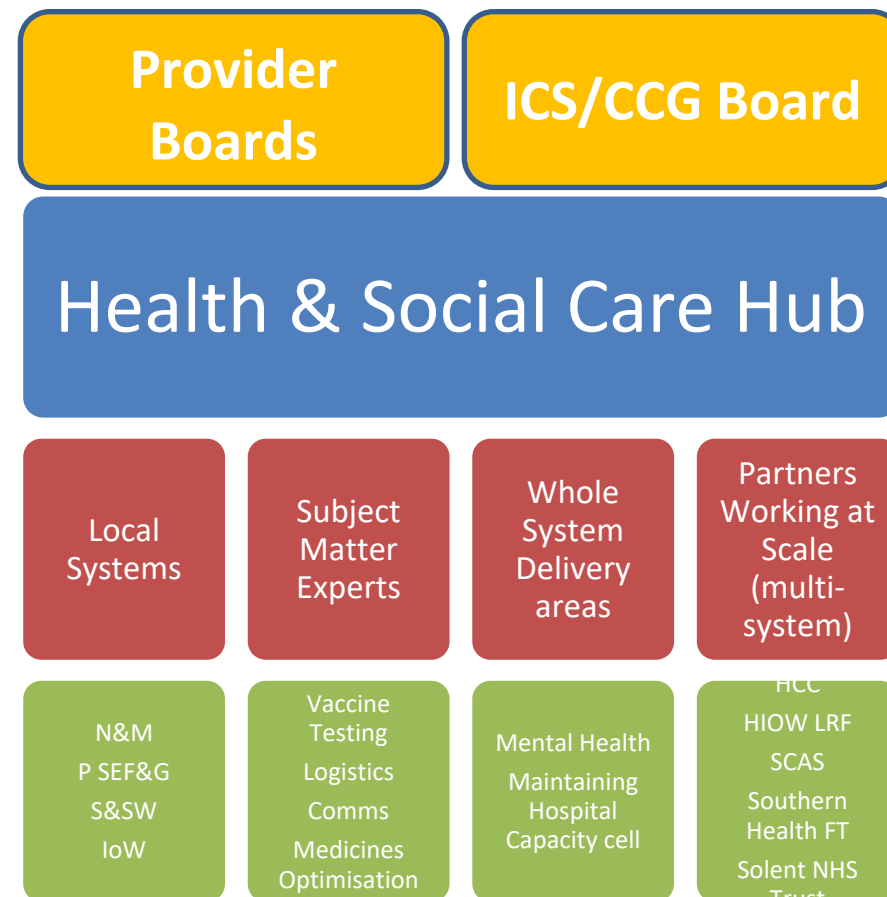 Provider
Boards
ICS/CCG Board
Health & Social Care Hub
Local
Systems
Subject
Matter
Experts
Whole
System
Delivery
areas
Partners
Working at
Scale
(multi-
system)
N&M
P SEF&G
S&SW
IoW
Vaccine
Testing
Logistics
Comms
Medicines
Optimisation
Mental Health
Maintaining
Hospital
Capacity cell
HCC
HIOW LRF
SCAS
Southern
Health FT
Solent NHS
Trust